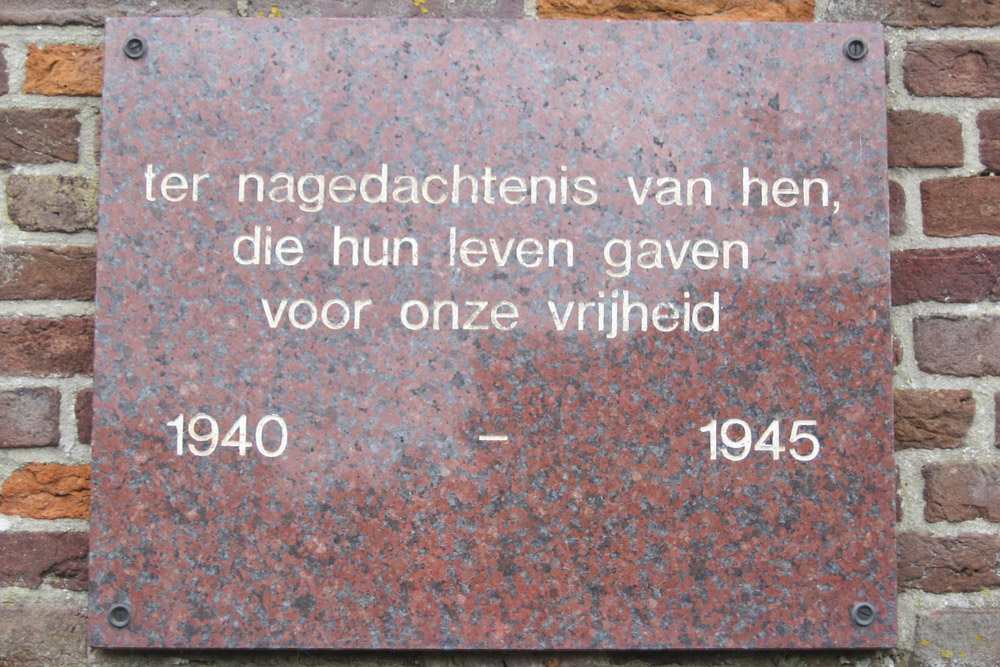 ter nagedachtenis van hen,
die hun leven gaven
voor onze vrijheid
1940 – 1945